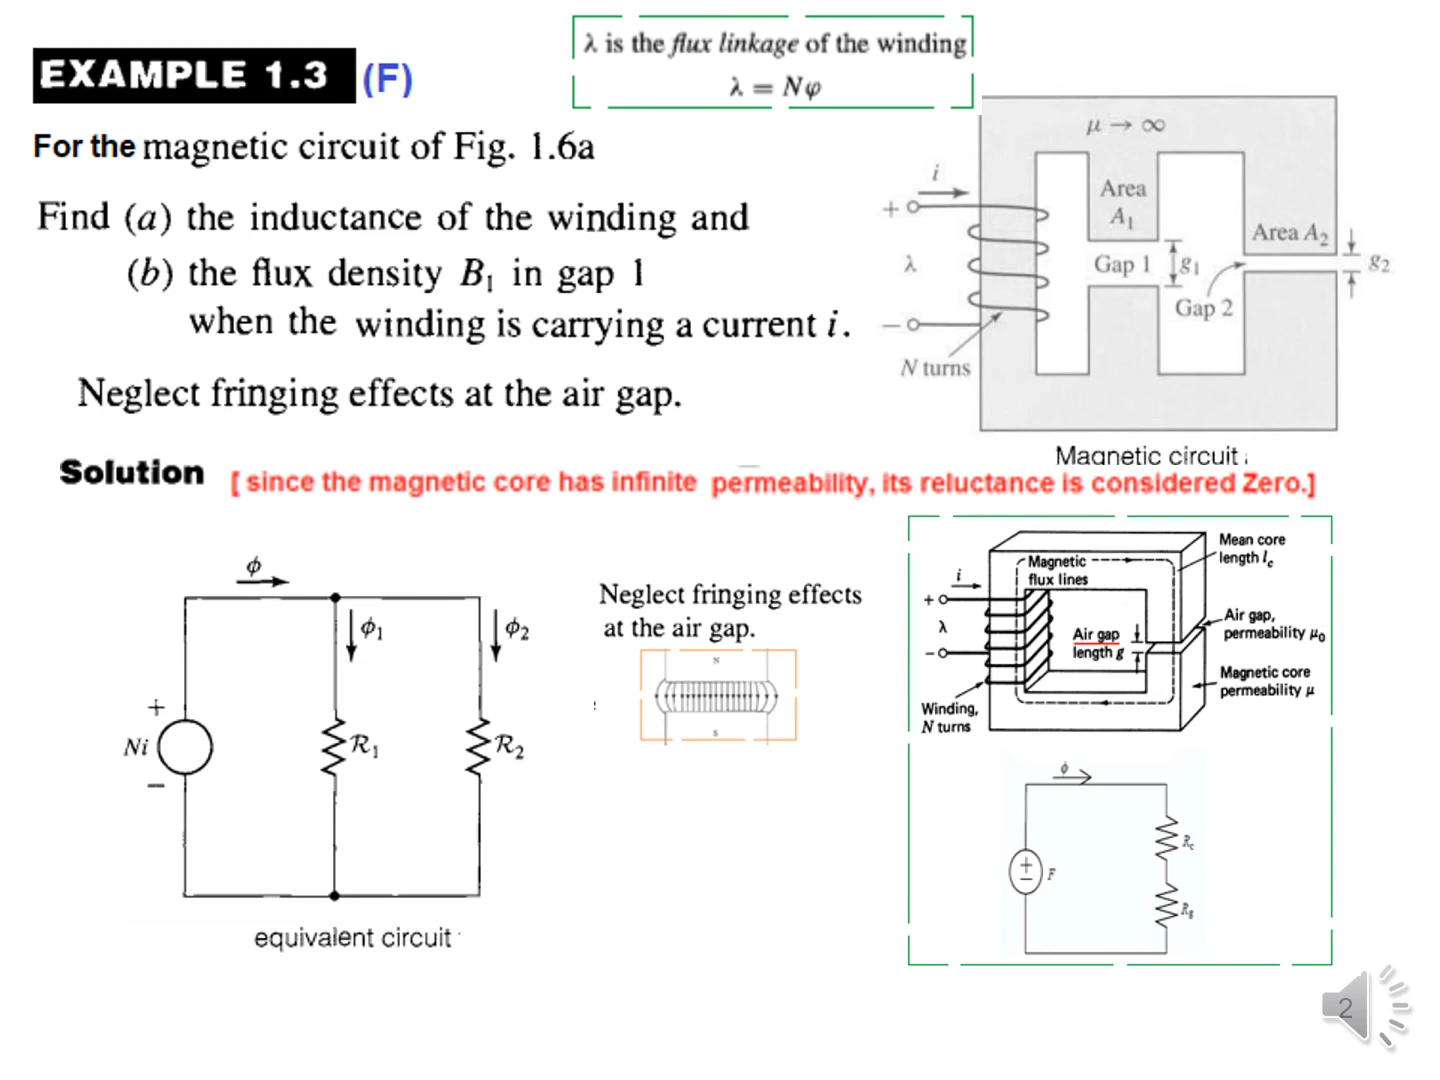 λ is the flux linkage of the winding
λ = Nφ
EXAMPLE 1.3 (F)
For the magnetic circuit of Fig. 1.6a
Find (a) the inductance of the winding and
(b) the flux density B₁ in gap 1
when the winding is carrying a current i.
Neglect fringing effects at the air gap.
μ → ∞
i
+
λ
−
N turns
Area
A₁
Gap 1
g₁
Gap 2
Area A₂
g₂
Magnetic circuit
Solution [ since the magnetic core has infinite permeability, its reluctance is considered Zero.]
ϕ
ϕ₁
ϕ₂
+
Ni
−
ℛ₁
ℛ₂
equivalent circuit
Neglect fringing effects
at the air gap.
N
S
Mean core
length l꜀
Magnetic
flux lines
i
+
λ
−
Air gap
length g
Air gap,
permeability μ₀
Magnetic core
permeability μ
Winding,
N turns
ϕ
+
−
F
R꜀
Rg
2